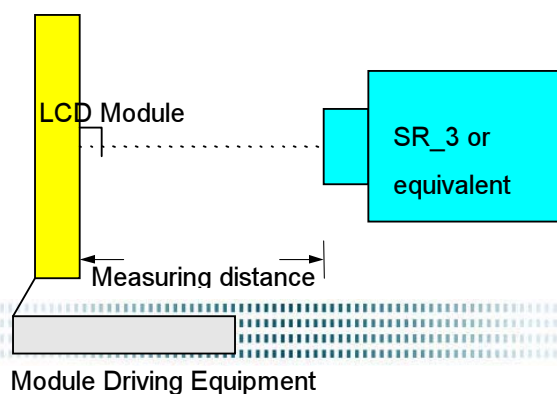 LCD Module
SR_3 or
equivalent
Measuring distance
Module Driving Equipment